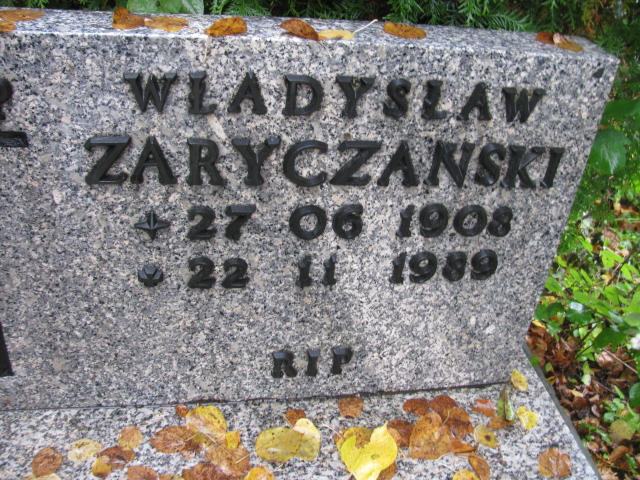 WŁADYSŁAW
ZARYCZAŃSKI
27 06 1908
22 11 1989
RIP